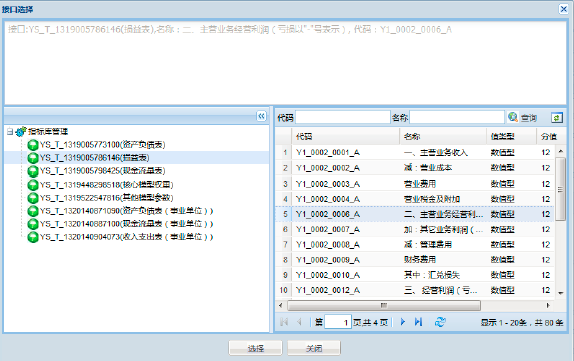 接口选择
接口:YS_T_1319005786146(损益表),名称：二、主营业务经营利润（亏损以"-"号表示），代码：Y1_0002_0006_A
指标库管理
YS_T_1319005773100(资产负债表)
YS_T_1319005786146(损益表)
YS_T_1319005798425(现金流量表)
YS_T_1319448298518(核心模型权重)
YS_T_1319522547816(其他模型参数)
YS_T_1320140871090(资产负债表（事业单位）)
YS_T_1320140887100(现金流量表（事业单位）)
YS_T_1320140904073(收入支出表（事业单位）)
代码 名称 查询
代码 名称 值类型 分值
1 Y1_0002_0001_A 一、主营业务收入 数值型 12
2 Y1_0002_0002_A 减：营业成本 数值型 12
3 Y1_0002_0003_A 营业费用 数值型 12
4 Y1_0002_0004_A 营业税金及附加 数值型 12
5 Y1_0002_0006_A 二、主营业务经营利... 数值型 12
6 Y1_0002_0007_A 加：其它业务利润（... 数值型 12
7 Y1_0002_0008_A 减：管理费用 数值型 12
8 Y1_0002_0009_A 财务费用 数值型 12
9 Y1_0002_0010_A 其中：汇兑损失 数值型 12
10 Y1_0002_0012_A 三、经营利润（亏... 数值型 12
第 1 页,共 4 页 显示 1 - 20条，共 80 条
选择 关闭